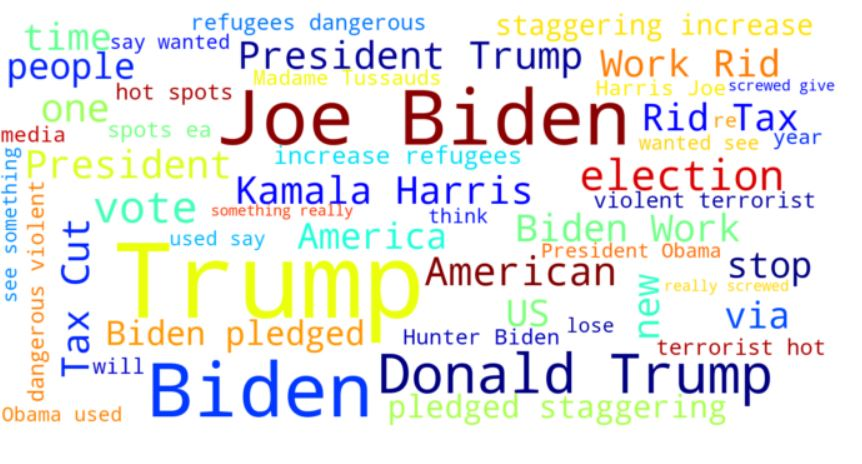 refugees dangerous
staggering increase
time
say wanted
President Trump
people
Work Rid
Madame Tussauds
Harris Joe
screwed give
hot spots
one
Joe Biden
Rid
re
Tax
media
spots ea
wanted see
year
President
increase refugees
election
see something
Kamala Harris
violent terrorist
vote
something really
think
dangerous violent
Tax Cut
used say
America
Biden Work
President Obama
Trump
American
stop
new
really screwed
US
via
Biden pledged
Hunter Biden
lose
terrorist hot
will
Biden
Donald Trump
Obama used
pledged staggering